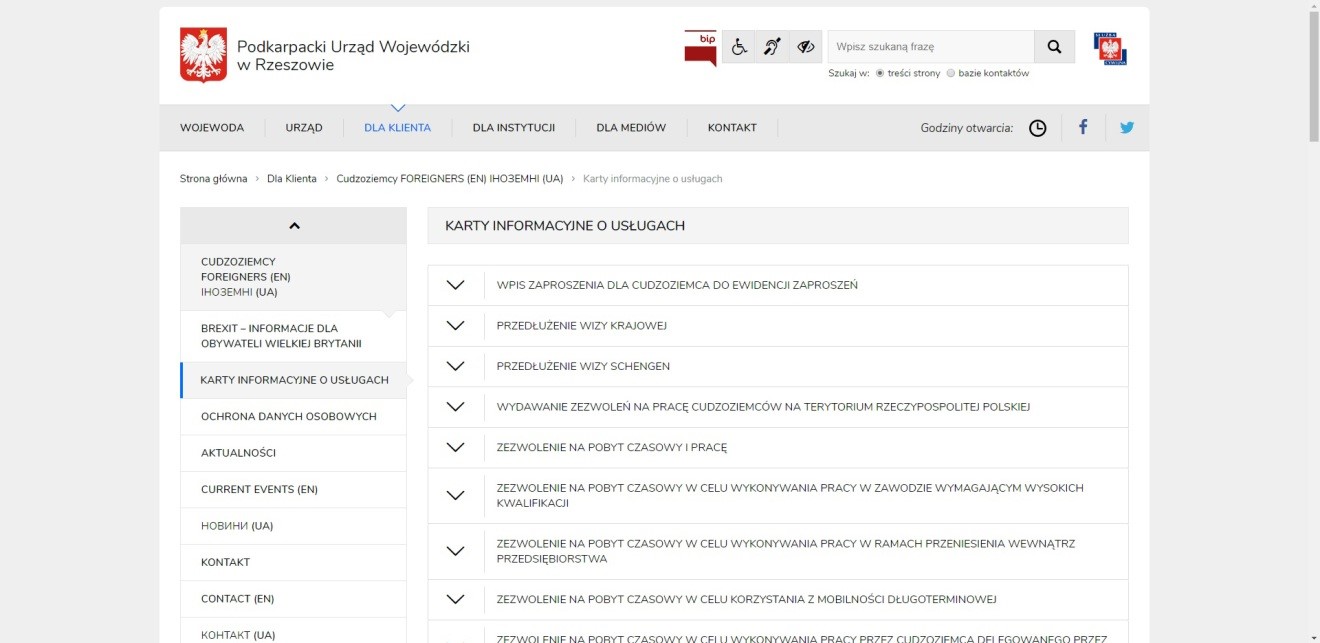 Podkarpacki Urząd Wojewódzki
w Rzeszowie
bip
Wpisz szukaną frazę
Szukaj w: treści strony bazie kontaktów
WOJEWODA URZĄD DLA KLIENTA DLA INSTYTUCJI DLA MEDIÓW KONTAKT Godziny otwarcia:
Strona główna > Dla Klienta > Cudzoziemcy FOREIGNERS (EN) ІНОЗЕМНІ (UA) > Karty informacyjne o usługach
CUDZOZIEMCY
FOREIGNERS (EN)
ІНОЗЕМНІ (UA)
BREXIT – INFORMACJE DLA
OBYWATELI WIELKIEJ BRYTANII
KARTY INFORMACYJNE O USŁUGACH
OCHRONA DANYCH OSOBOWYCH
AKTUALNOŚCI
CURRENT EVENTS (EN)
НОВИНИ (UA)
KONTAKT
CONTACT (EN)
КОНТАКТ (UA)
KARTY INFORMACYJNE O USŁUGACH
WPIS ZAPROSZENIA DLA CUDZOZIEMCA DO EWIDENCJI ZAPROSZEŃ
PRZEDŁUŻENIE WIZY KRAJOWEJ
PRZEDŁUŻENIE WIZY SCHENGEN
WYDAWANIE ZEZWOLEŃ NA PRACĘ CUDZOZIEMCÓW NA TERYTORIUM RZECZYPOSPOLITEJ POLSKIEJ
ZEZWOLENIE NA POBYT CZASOWY I PRACĘ
ZEZWOLENIE NA POBYT CZASOWY W CELU WYKONYWANIA PRACY W ZAWODZIE WYMAGAJĄCYM WYSOKICH
KWALIFIKACJI
ZEZWOLENIE NA POBYT CZASOWY W CELU WYKONYWANIA PRACY W RAMACH PRZENIESIENIA WEWNĄTRZ
PRZEDSIĘBIORSTWA
ZEZWOLENIE NA POBYT CZASOWY W CELU KORZYSTANIA Z MOBILNOŚCI DŁUGOTERMINOWEJ
ZEZWOLENIE NA POBYT CZASOWY W CELU WYKONYWANIA PRACY PRZEZ CUDZOZIEMCA DELEGOWANEGO PRZEZ